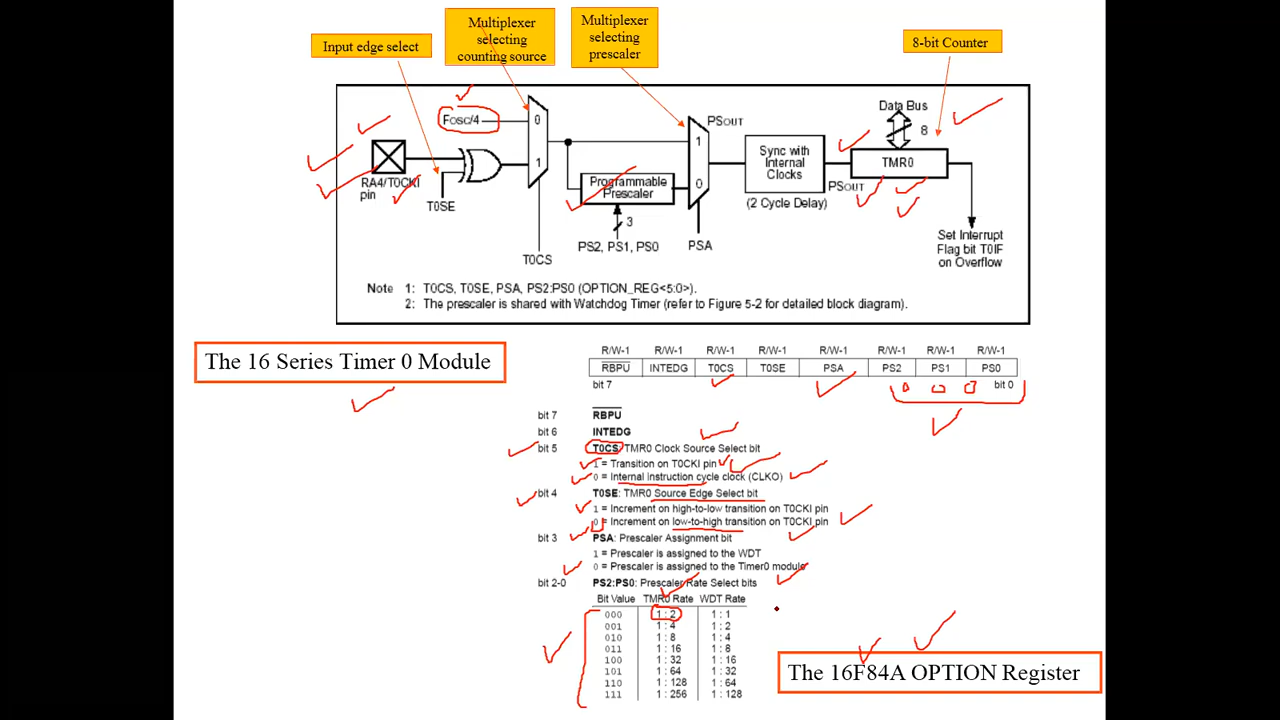 Input edge select
Multiplexer
selecting
counting source
Multiplexer
selecting
prescaler
8-bit Counter
Fosc/4
0
1
RA4/T0CKI
pin
T0SE
T0CS
Programmable
Prescaler
3
PS2, PS1, PS0
1
0
PSOUT
PSA
Sync with
Internal
Clocks
(2 Cycle Delay)
PSOUT
Data Bus
8
TMR0
Set Interrupt
Flag bit T0IF
on Overflow
Note 1: T0CS, T0SE, PSA, PS2:PS0 (OPTION_REG<5:0>).
2: The prescaler is shared with Watchdog Timer (refer to Figure 5-2 for detailed block diagram).
The 16 Series Timer 0 Module
R/W-1 R/W-1 R/W-1 R/W-1 R/W-1 R/W-1 R/W-1 R/W-1
RBPU INTEDG T0CS T0SE PSA PS2 PS1 PS0
bit 7 bit 0
bit 7 RBPU
bit 6 INTEDG
bit 5 T0CS: TMR0 Clock Source Select bit
1 = Transition on T0CKI pin
0 = Internal instruction cycle clock (CLKO)
bit 4 T0SE: TMR0 Source Edge Select bit
1 = Increment on high-to-low transition on T0CKI pin
0 = Increment on low-to-high transition on T0CKI pin
bit 3 PSA: Prescaler Assignment bit
1 = Prescaler is assigned to the WDT
0 = Prescaler is assigned to the Timer0 module
bit 2-0 PS2:PS0: Prescaler Rate Select bits
Bit Value TMR0 Rate WDT Rate
000 1 : 2 1 : 1
001 1 : 4 1 : 2
010 1 : 8 1 : 4
011 1 : 16 1 : 8
100 1 : 32 1 : 16
101 1 : 64 1 : 32
110 1 : 128 1 : 64
111 1 : 256 1 : 128
The 16F84A OPTION Register